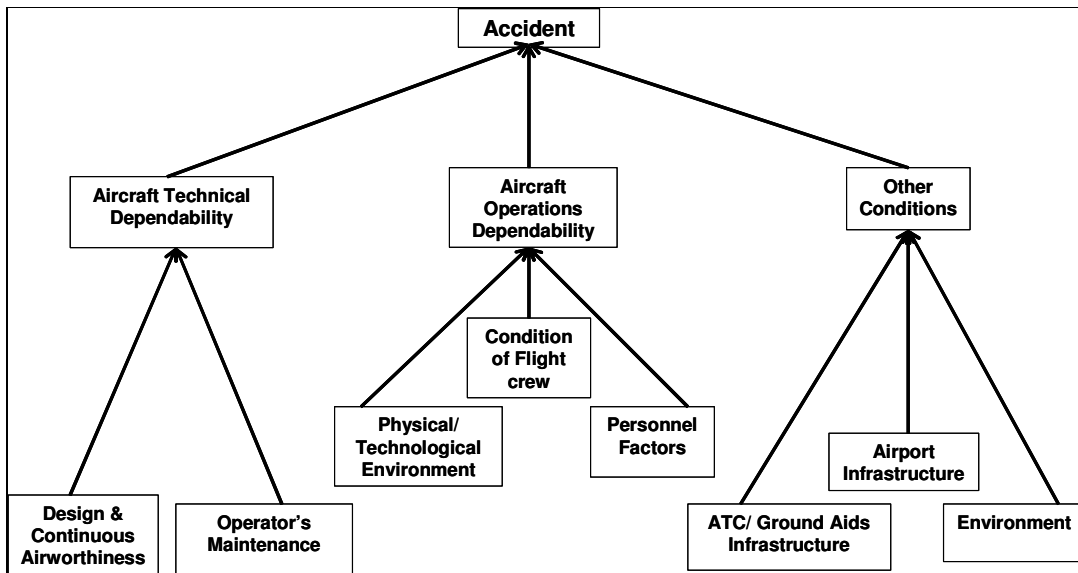 Accident
Aircraft Technical
Dependability
Aircraft
Operations
Dependability
Other
Conditions
Condition
of Flight
crew
Physical/
Technological
Environment
Personnel
Factors
Airport
Infrastructure
Design &
Continuous
Airworthiness
Operator's
Maintenance
ATC/ Ground Aids
Infrastructure
Environment